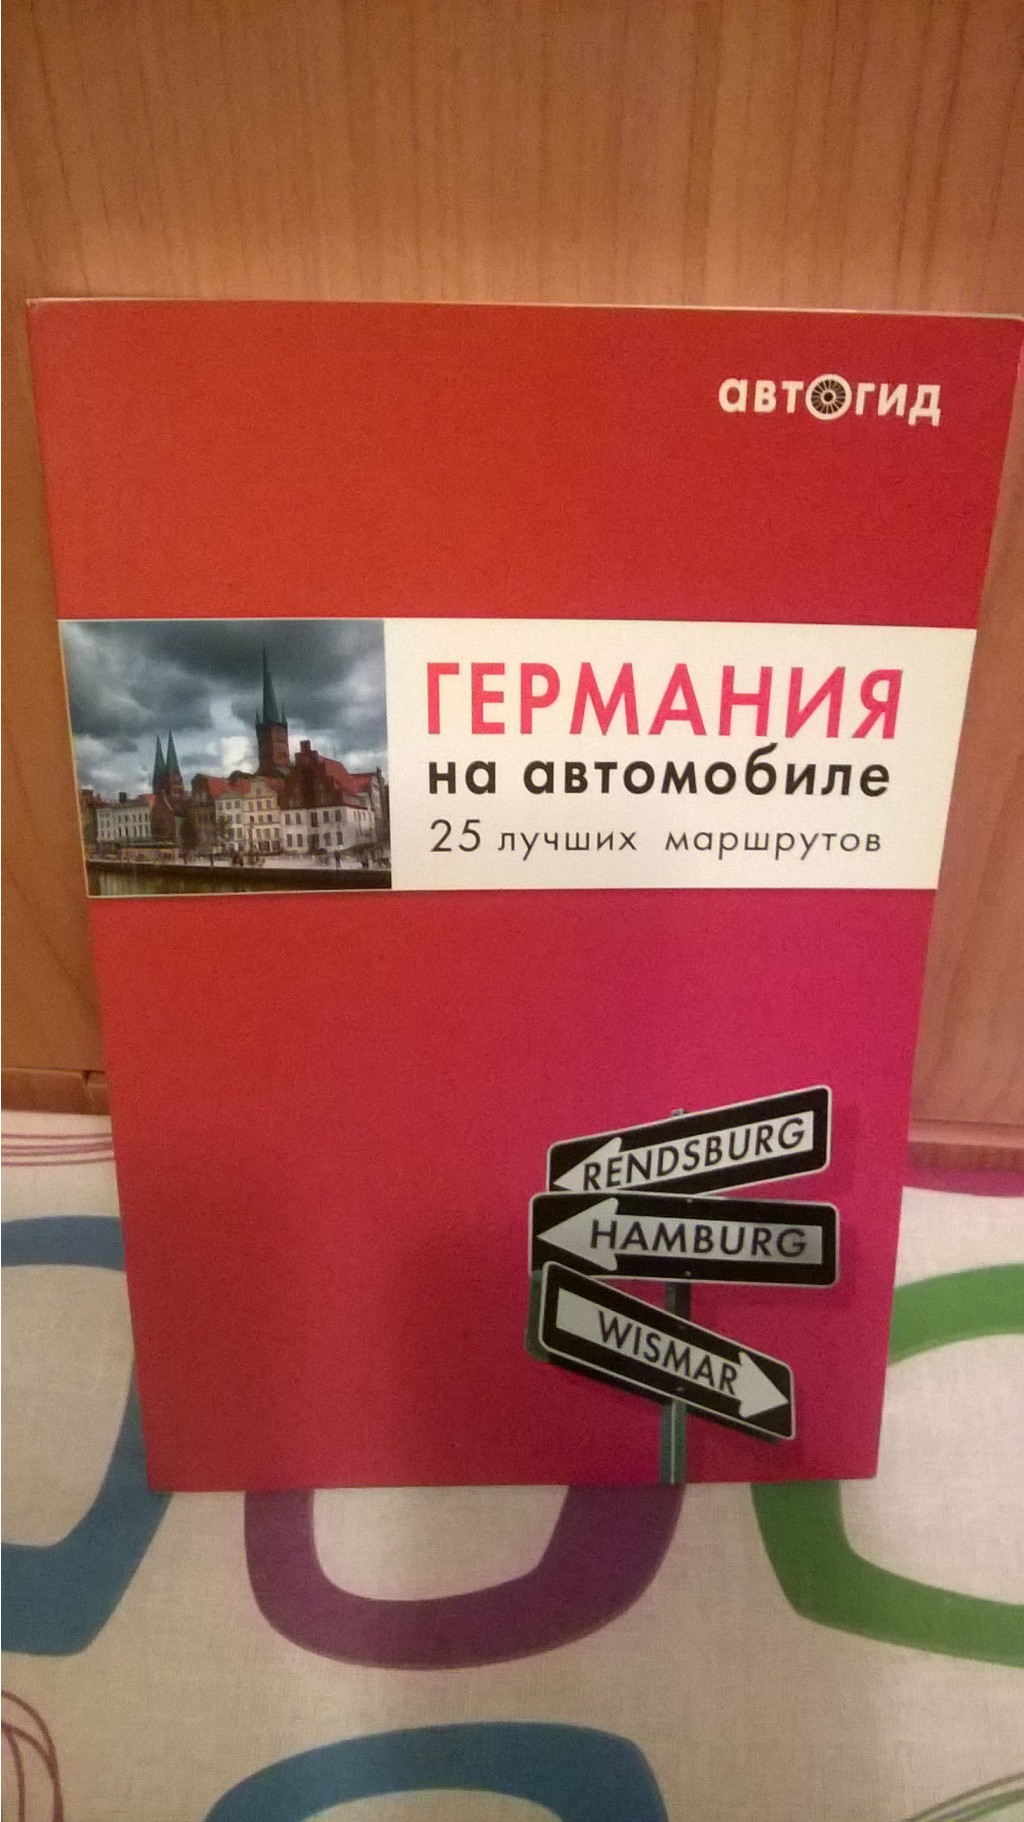 автогид
ГЕРМАНИЯ
на автомобиле
25 лучших маршрутов
RENDSBURG
HAMBURG
WISMAR